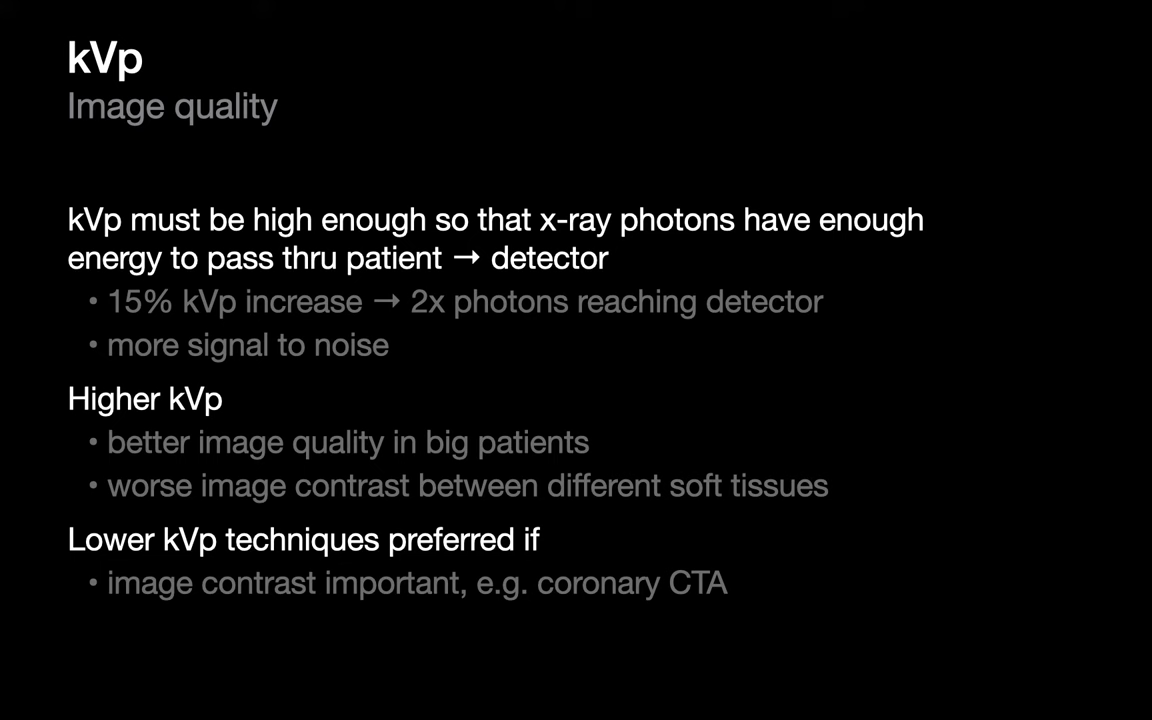 kVp
Image quality
kVp must be high enough so that x-ray photons have enough
energy to pass thru patient → detector
• 15% kVp increase → 2x photons reaching detector
• more signal to noise
Higher kVp
• better image quality in big patients
• worse image contrast between different soft tissues
Lower kVp techniques preferred if
• image contrast important, e.g. coronary CTA